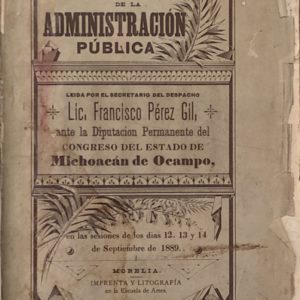 DE LA
ADMINISTRACIÓN
PÚBLICA
LEIDA POR EL SECRETARIO DEL DESPACHO
Lic. Francisco Pérez Gil,
ante la Diputacion Permanente del
CONGRESO DEL ESTADO DE
Michoacán de Ocampo,
en las sesiones de los dias 12. 13 y 14
de Septiembre de 1889.
MORELIA.
IMPRENTA Y LITOGRAFÍA
en la Escuela de Artes.